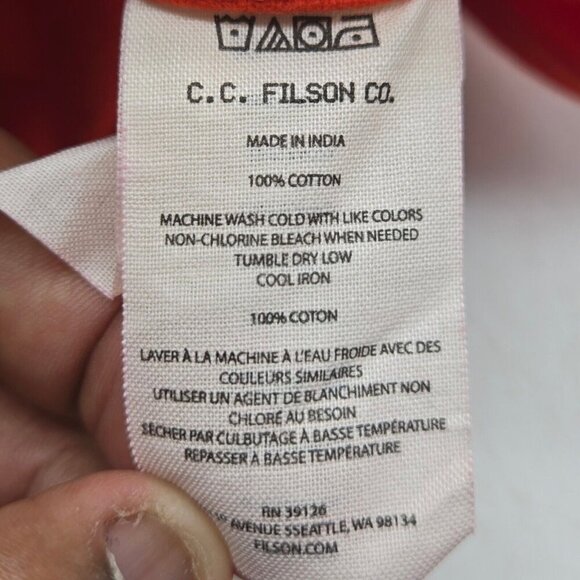 C.C. FILSON CO.
MADE IN INDIA
100% COTTON
MACHINE WASH COLD WITH LIKE COLORS
NON-CHLORINE BLEACH WHEN NEEDED
TUMBLE DRY LOW
COOL IRON
100% COTON
LAVER À LA MACHINE À L'EAU FROIDE AVEC DES
COULEURS SIMILAIRES
UTILISER UN AGENT DE BLANCHIMENT NON
CHLORÉ AU BESOIN
SÉCHER PAR CULBUTAGE À BASSE TEMPÉRATURE
REPASSER À BASSE TEMPÉRATURE
RN 39126
AVENUE SSEATTLE, WA 98134
FILSON.COM